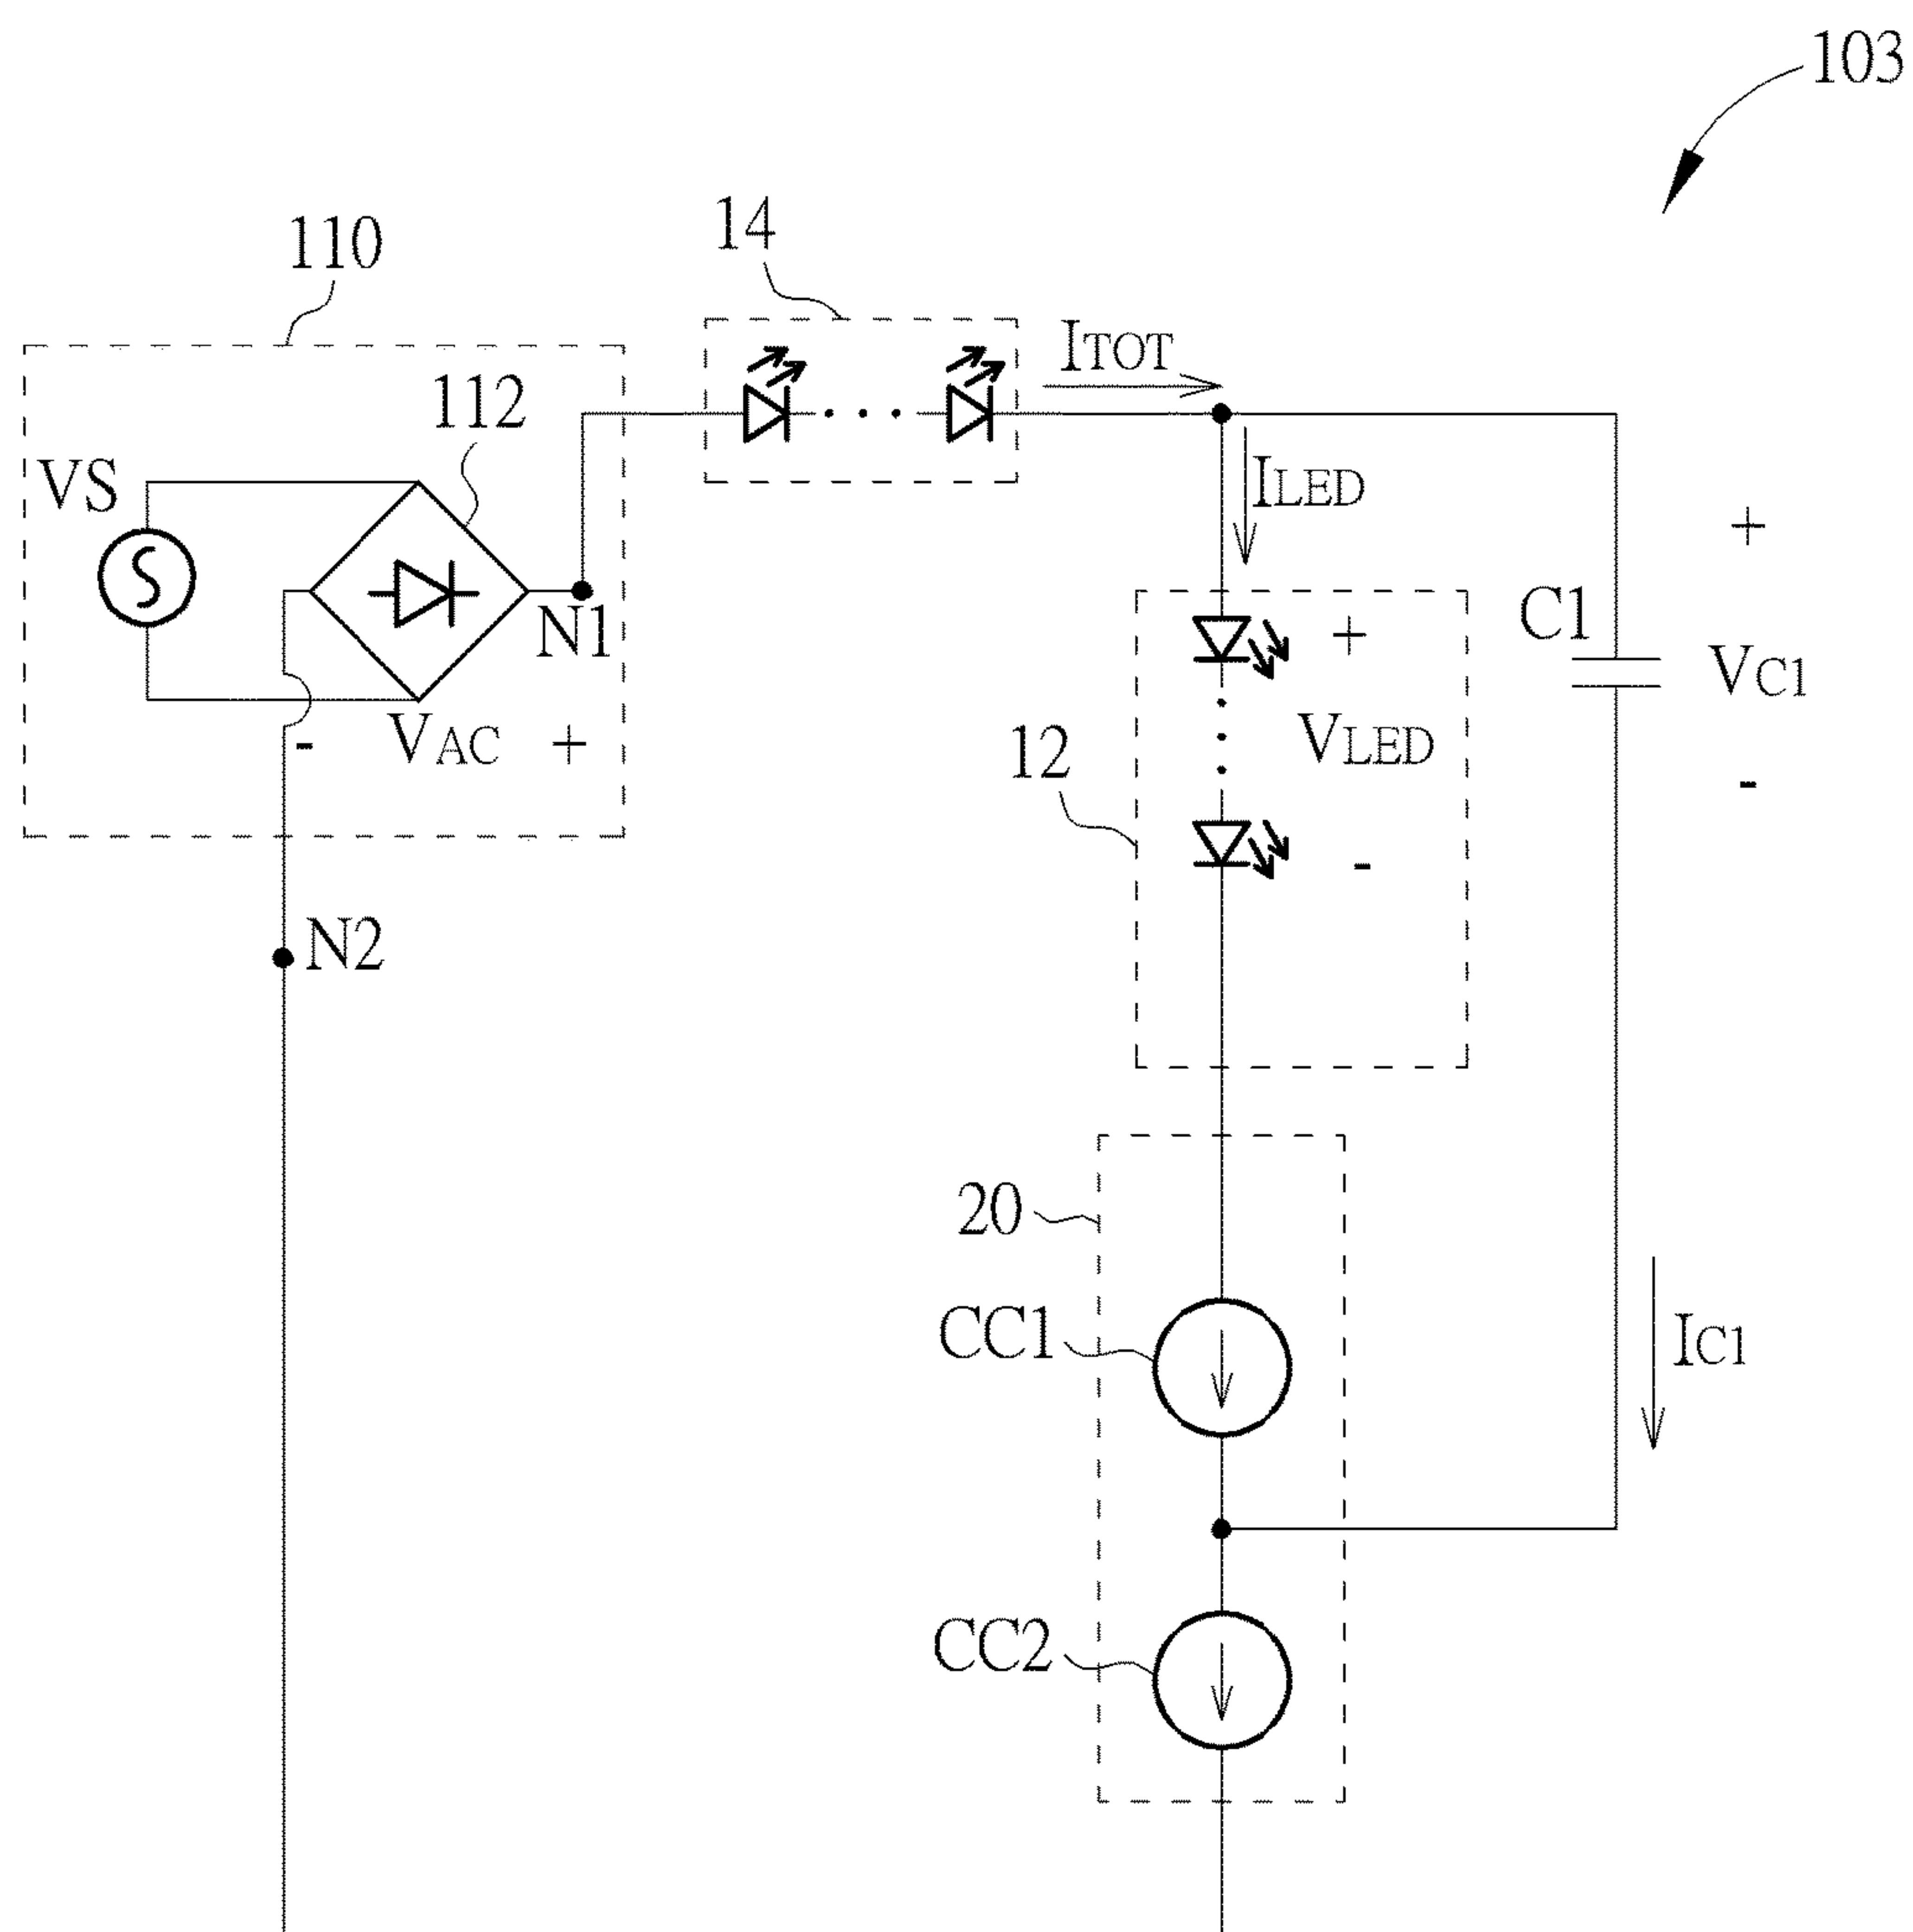 103
14
110
ITOT
112
VS
ILED
+
N1
C1
+
VC1
- VAC +
12
VLED
-
-
N2
20
CC1
IC1
CC2